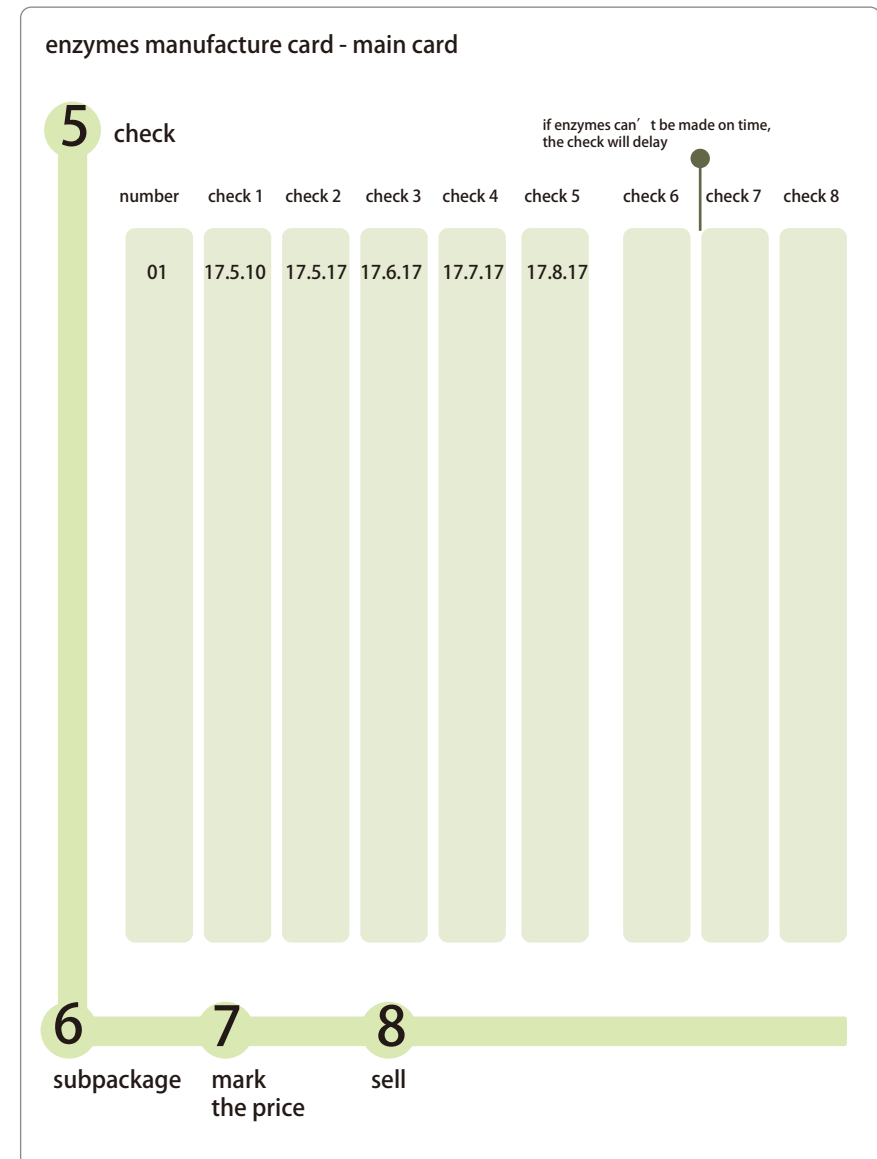 enzymes manufacture card - main card
5
check
if enzymes can’ t be made on time,
the check will delay
number check 1 check 2 check 3 check 4 check 5 check 6 check 7 check 8
01 17.5.10 17.5.17 17.6.17 17.7.17 17.8.17
6 7 8
subpackage mark sell
the price